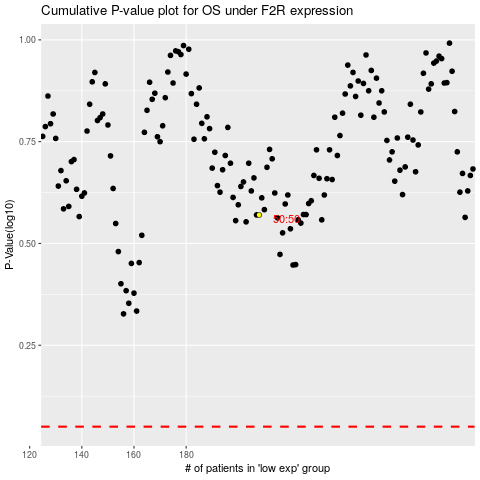 Cumulative P-value plot for OS under F2R expression
P-Value(log10)
1.00
0.75
0.50
0.25
50:50
120 140 160 180
# of patients in 'low exp' group